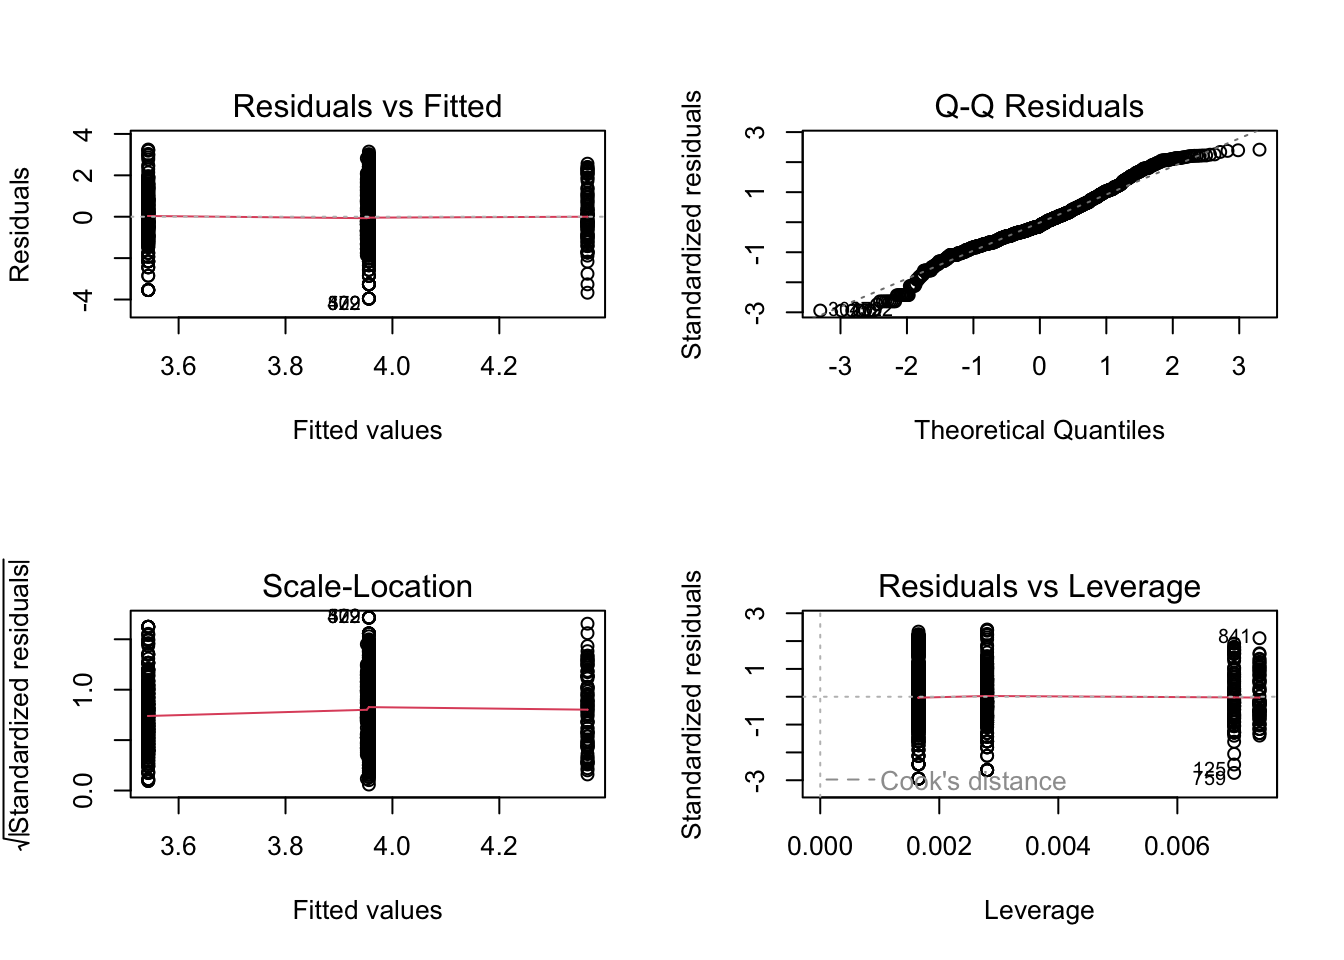 Residuals vs Fitted
Residuals
4
2
0
-4
3.6 3.8 4.0 4.2
Fitted values
Q-Q Residuals
Standardized residuals
3
1
-1
-3
-3 -2 -1 0 1 2 3
Theoretical Quantiles
Scale-Location
√|Standardized residuals|
1.0
0.0
3.6 3.8 4.0 4.2
Fitted values
Residuals vs Leverage
Standardized residuals
3
1
-1
-3
841
125
759
Cook's distance
0.000 0.002 0.004 0.006
Leverage